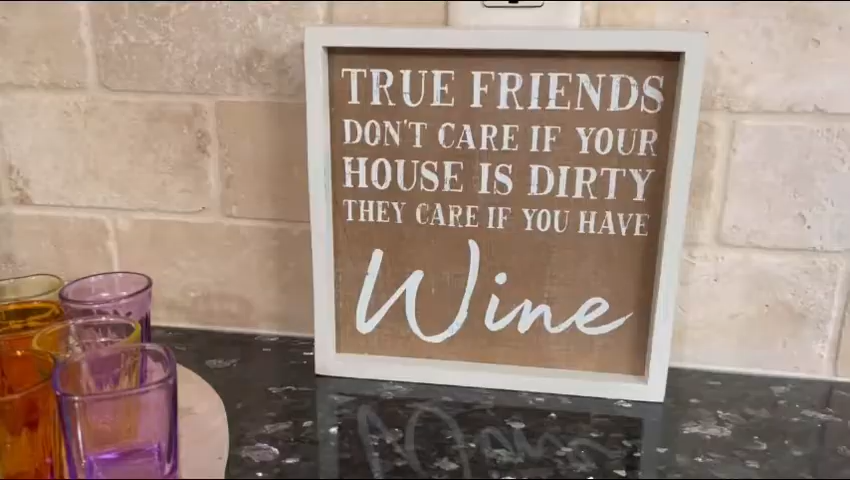 TRUE FRIENDS
DON'T CARE IF YOUR
HOUSE IS DIRTY
THEY CARE IF YOU HAVE
Wine